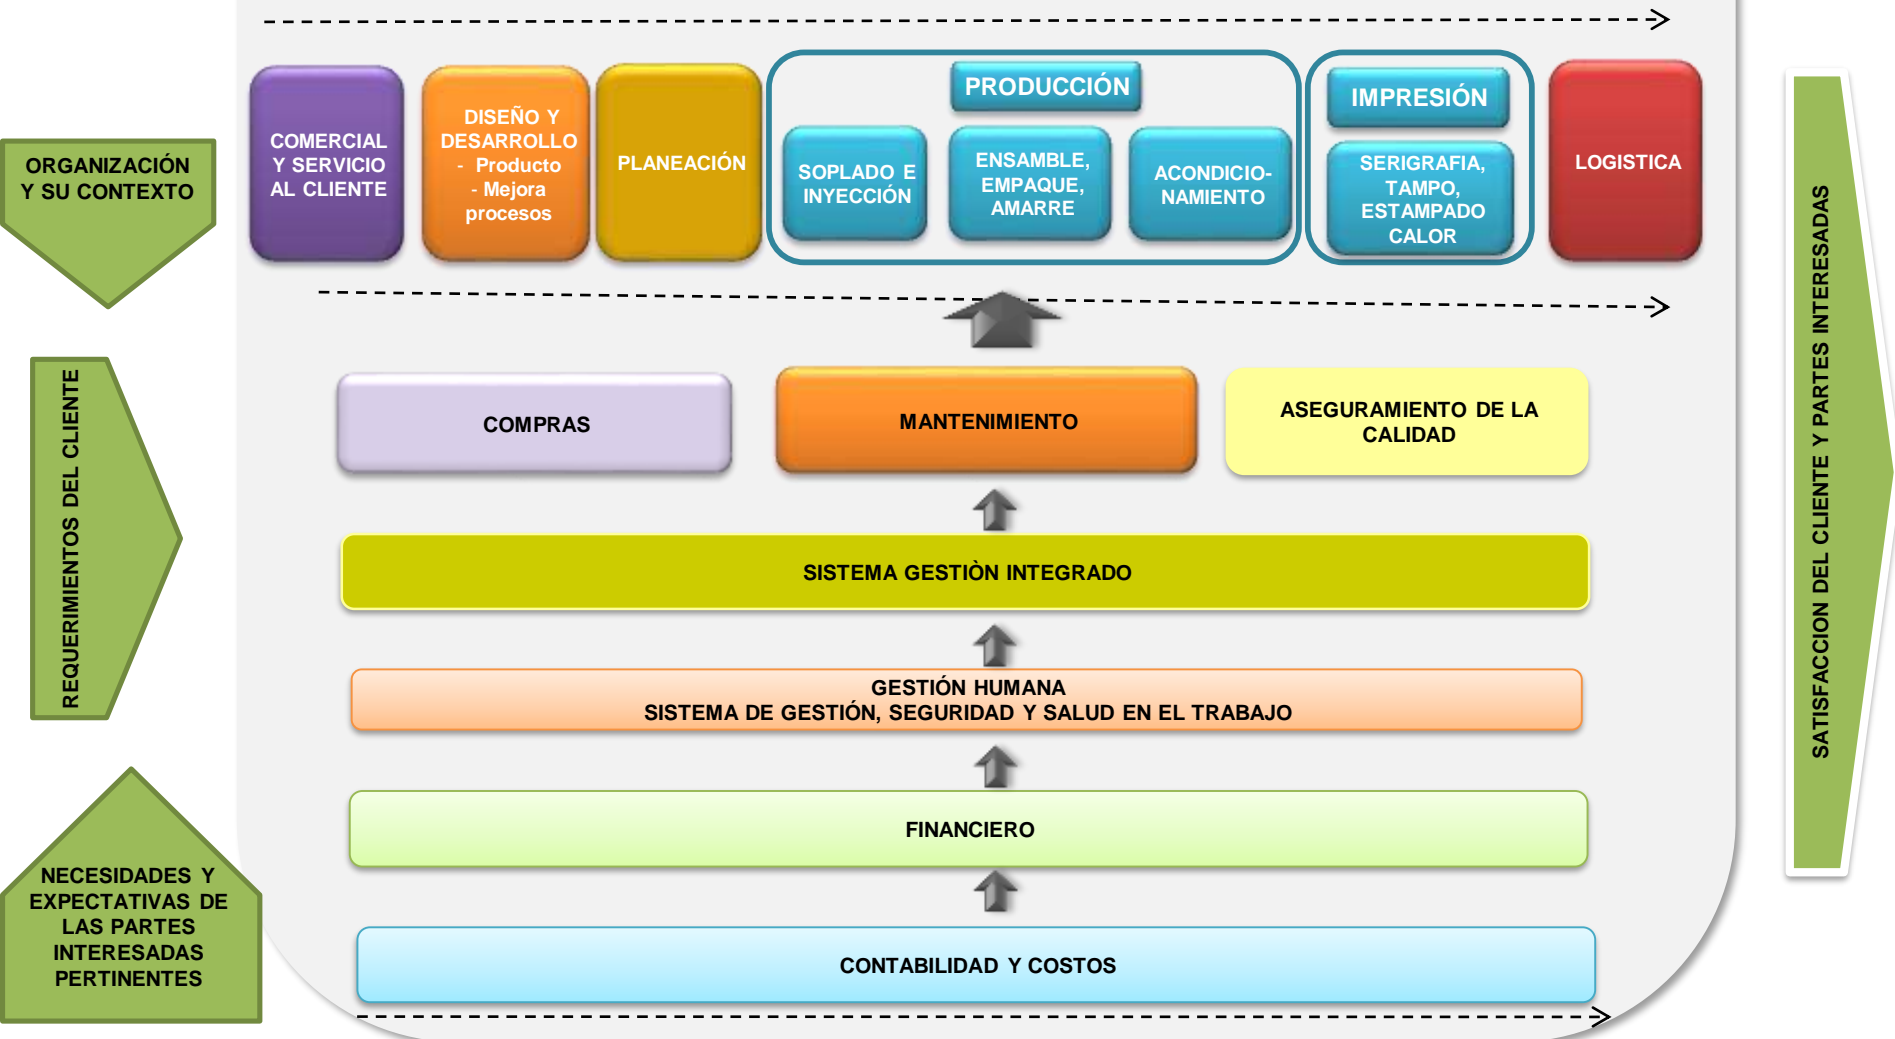 ORGANIZACIÓN
Y SU CONTEXTO
REQUERIMIENTOS DEL CLIENTE
NECESIDADES Y
EXPECTATIVAS DE
LAS PARTES
INTERESADAS
PERTINENTES
COMERCIAL
Y SERVICIO
AL CLIENTE
DISEÑO Y
DESARROLLO
- Producto
- Mejora
procesos
PLANEACIÓN
PRODUCCIÓN
SOPLADO E
INYECCIÓN
ENSAMBLE,
EMPAQUE,
AMARRE
ACONDICIO-
NAMIENTO
IMPRESIÓN
SERIGRAFIA,
TAMPO,
ESTAMPADO
CALOR
LOGISTICA
COMPRAS
MANTENIMIENTO
ASEGURAMIENTO DE LA
CALIDAD
SISTEMA GESTIÒN INTEGRADO
GESTIÓN HUMANA
SISTEMA DE GESTIÓN, SEGURIDAD Y SALUD EN EL TRABAJO
FINANCIERO
CONTABILIDAD Y COSTOS
SATISFACCION DEL CLIENTE Y PARTES INTERESADAS